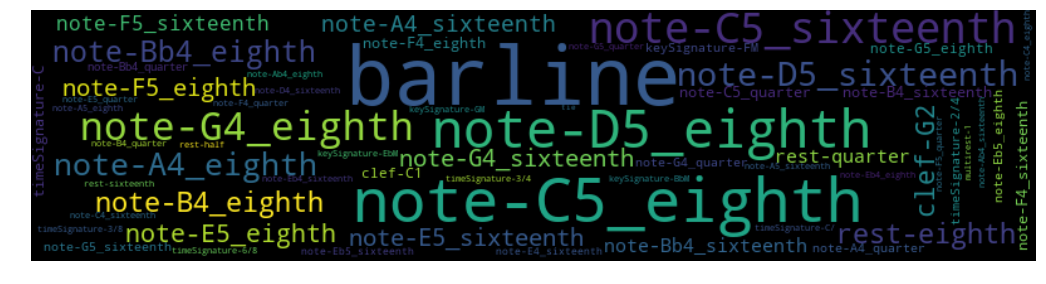 note-F5_sixteenth
note-A4_sixteenth
note-C5_sixteenth
note-C4_eighth
note-Bb4_eighth
note-F4_eighth
note-G5_quarter
keySignature-FM
note-G5_eighth
bar line
note-Bb4_quarter
note-Ab4_eighth
note-D5_sixteenth
timeSignature-C
note-F5_eighth
note-D4_sixteenth
note-C5_quarter
note-B4_sixteenth
note-E5_quarter
note-F4_quarter
note-A5_eighth
keySignature-GM
Tie
note-G4_eighth
note-D5_eighth
clef-G2
note-F5_quarter
timeSignature-2/4
multirest-1
note-Ab4_sixteenth
note-Eb5_eighth
note-F4_sixteenth
note-B4_quarter
rest-half
note-A4_eighth
keySignature-EbM
note-G4_sixteenth
note-G4_quarter
rest-quarter
note-A5_sixteenth
clef-C1
timeSignature-3/4
keySignature-BbM
note-Eb4_eighth
rest-sixteenth
note-Eb4_sixteenth
note-B4_eighth
note-C5_eighth
note-C4_sixteenth
timeSignature-3/8
note-E5_eighth
note-E5_sixteenth
timeSignature-C/
rest-eighth
note-G5_sixteenth
timeSignature-6/8
note-Eb5_sixteenth
note-E4_sixteenth
note-Bb4_sixteenth
note-A4_quarter